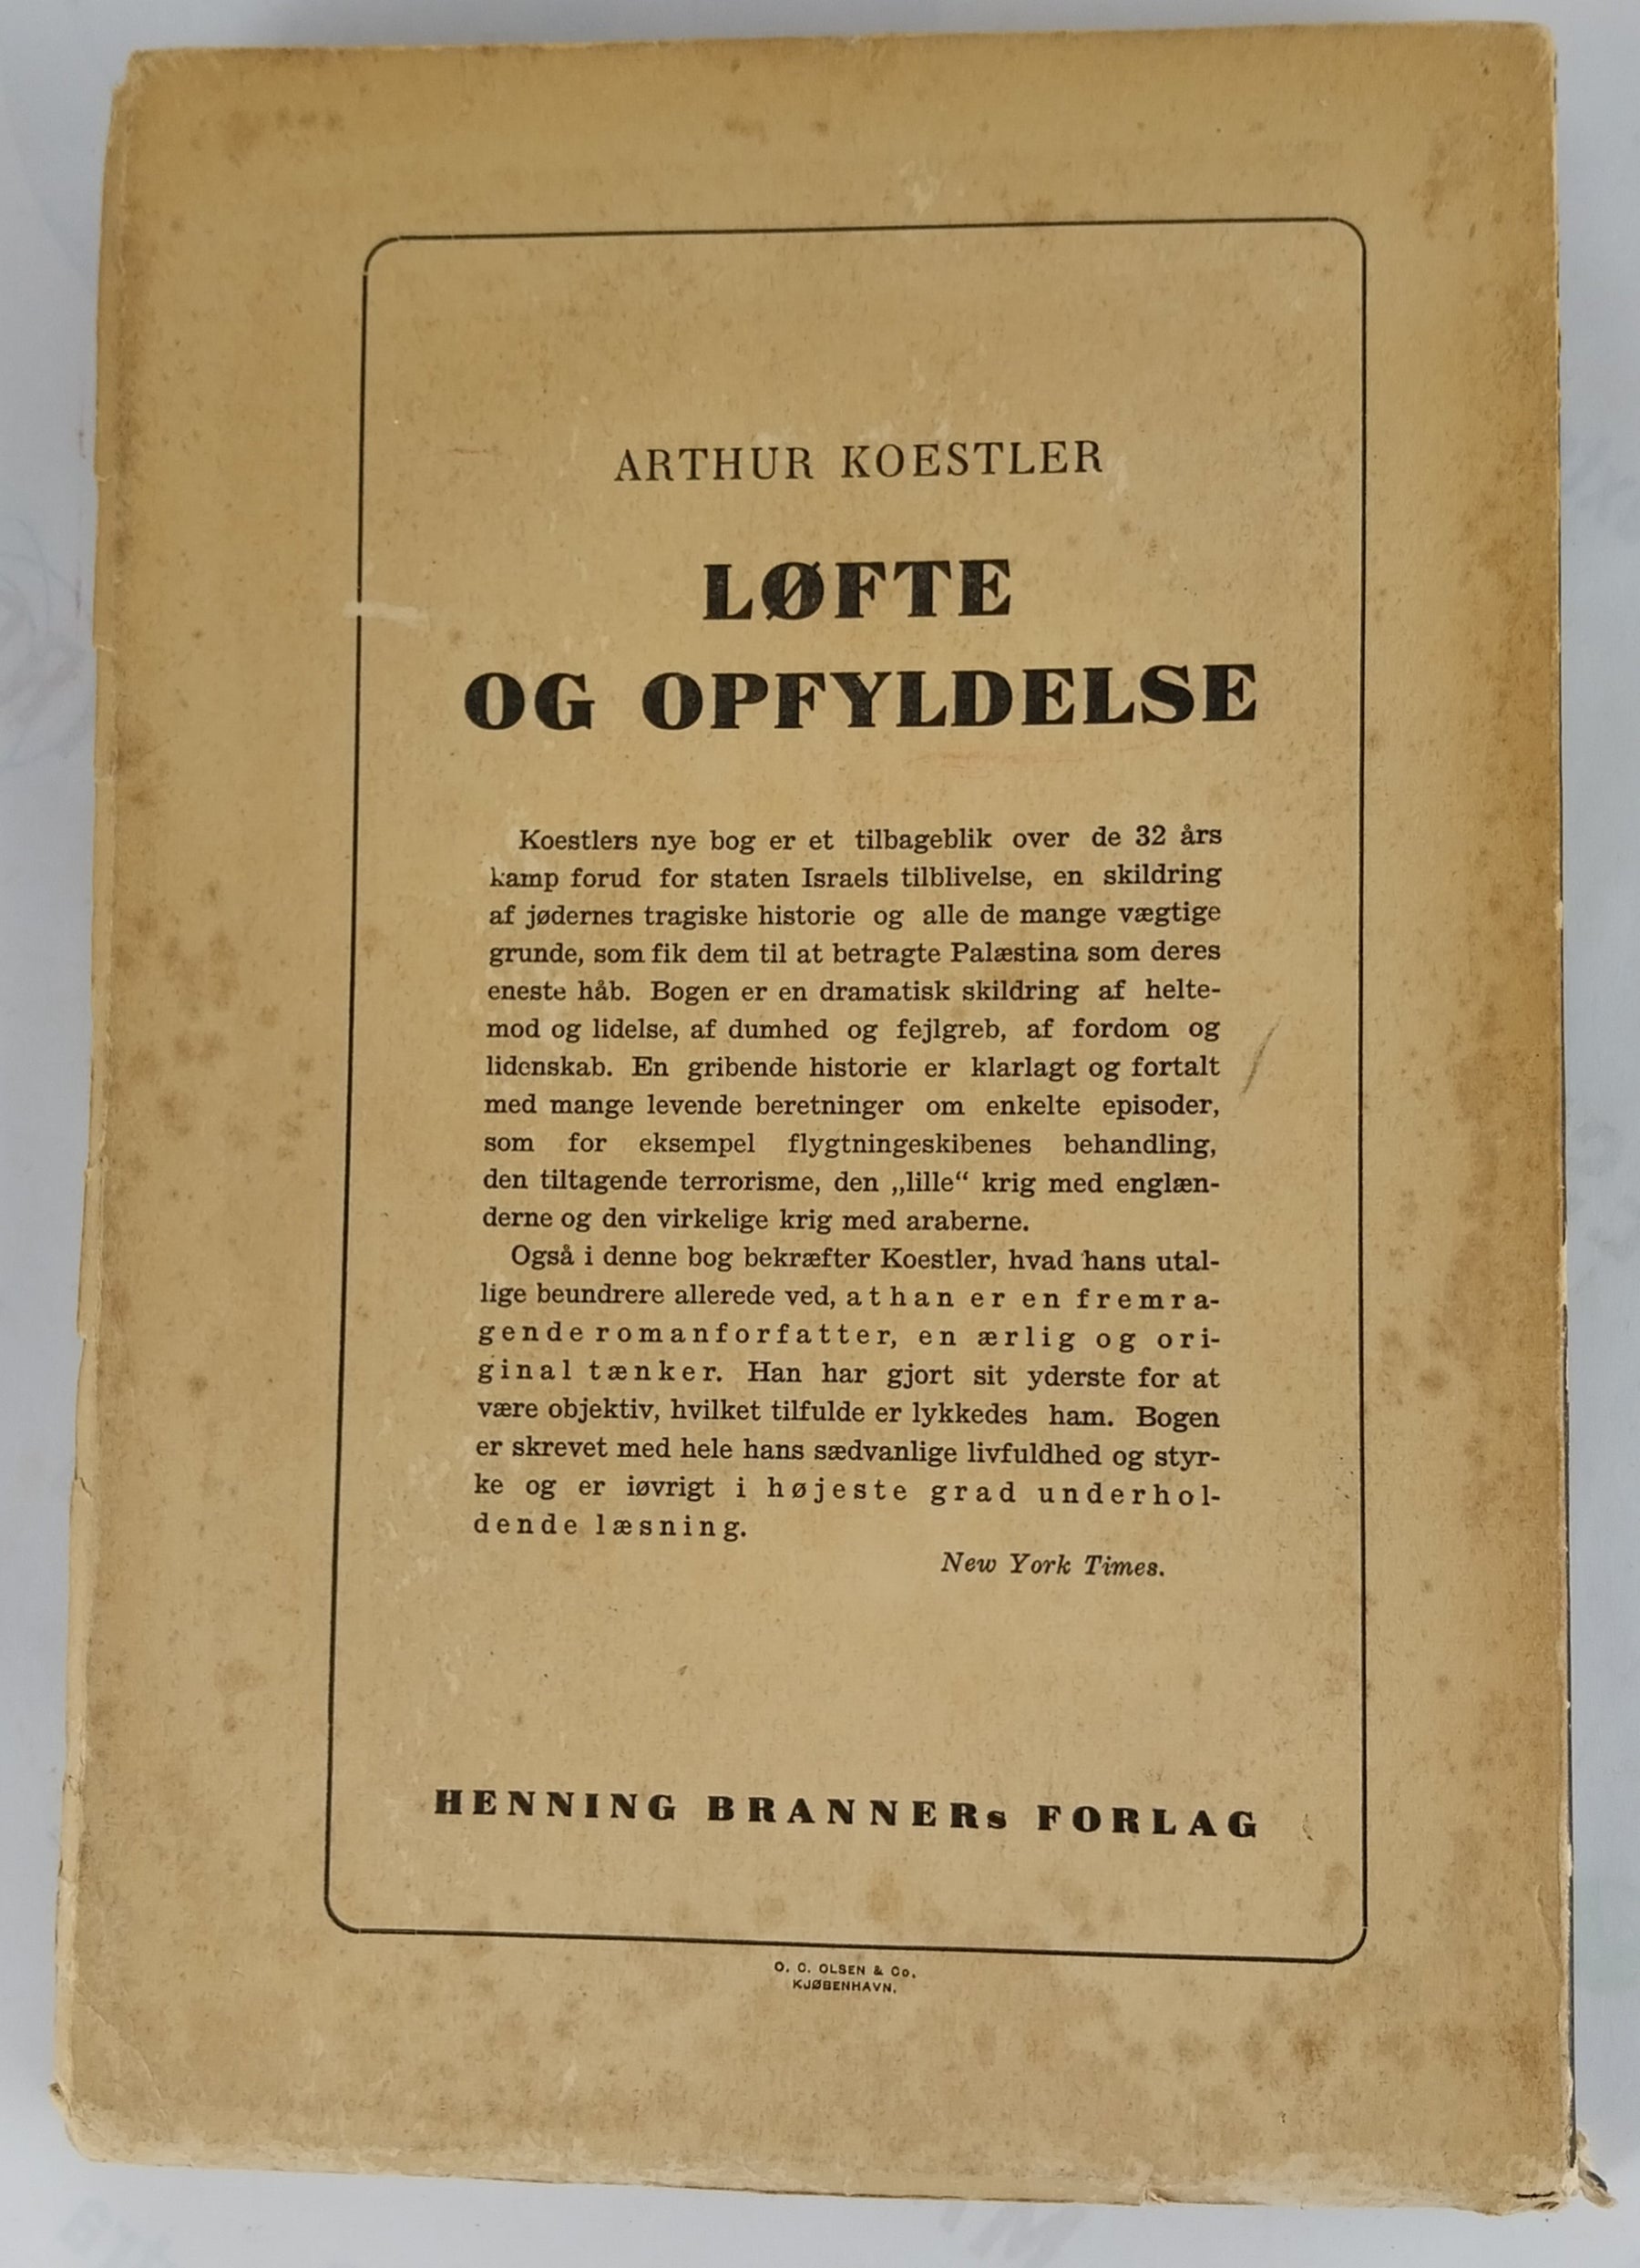 ARTHUR KOESTLER
LØFTE
OG OPFYLDELSE
Koestlers nye bog er et tilbageblik over de 32 års
kamp forud for staten Israels tilblivelse, en skildring
af jødernes tragiske historie og alle de mange vægtige
grunde, som fik dem til at betragte Palæstina som deres
eneste håb. Bogen er en dramatisk skildring af helte-
mod og lidelse, af dumhed og fejlgreb, af fordom og
lidenskab. En gribende historie er klarlagt og fortalt
med mange levende beretninger om enkelte episoder,
som for eksempel flygtningeskibenes behandling,
den tiltagende terrorisme, den „lille“ krig med englæn-
derne og den virkelige krig med araberne.
Også i denne bog bekræfter Koestler, hvad hans utal-
lige beundrere allerede ved, at han er en fremra-
gende romanforfatter, en ærlig og ori-
ginal tænker. Han har gjort sit yderste for at
være objektiv, hvilket tilfulde er lykkedes ham. Bogen
er skrevet med hele hans sædvanlige livfuldhed og styr-
ke og er iøvrigt i højeste grad underhol-
dende læsning.
New York Times.
HENNING BRANNERs FORLAG
O. C. OLSEN & Co.
KJØBENHAVN.